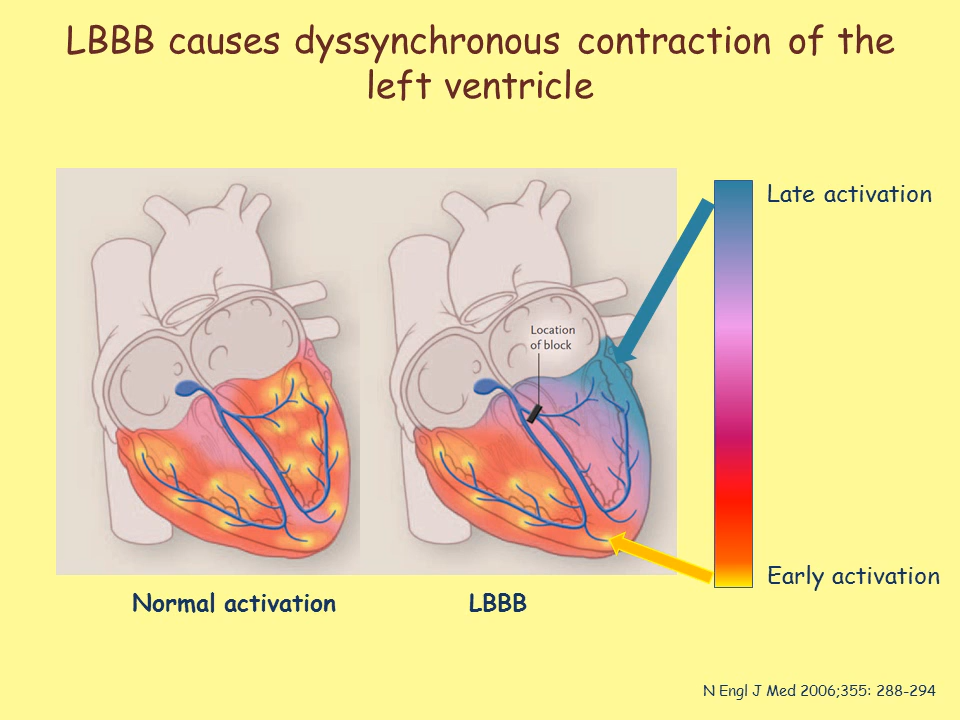 LBBB causes dyssynchronous contraction of the
left ventricle
Late activation
Location
of block
Early activation
Normal activation
LBBB
N Engl J Med 2006;355: 288-294